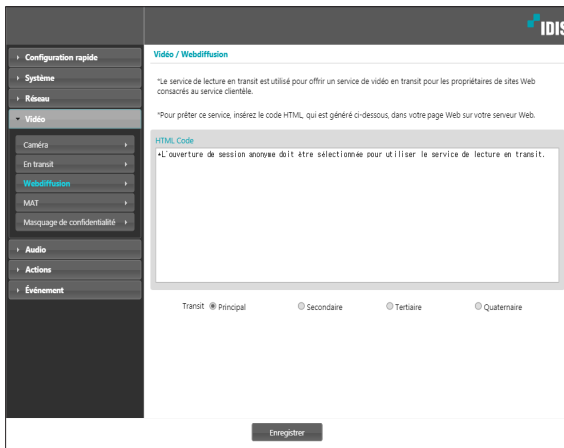 IDIS
Configuration rapide
Système
Réseau
Vidéo
Caméra
En transit
Webdiffusion
MAT
Masquage de confidentialité
Audio
Actions
Événement
Vidéo / Webdiffusion
*Le service de lecture en transit est utilisé pour offrir un service de vidéo en transit pour les propriétaires de sites Web
consacrés au service clientèle.
*Pour prêter ce service, insérez le code HTML, qui est généré ci-dessous, dans votre page Web sur votre serveur Web.
HTML Code
*L'ouverture de session anonyme doit être sélectionnée pour utiliser le service de lecture en transit.
Transit Principal Secondaire Tertiaire Quaternaire
Enregistrer